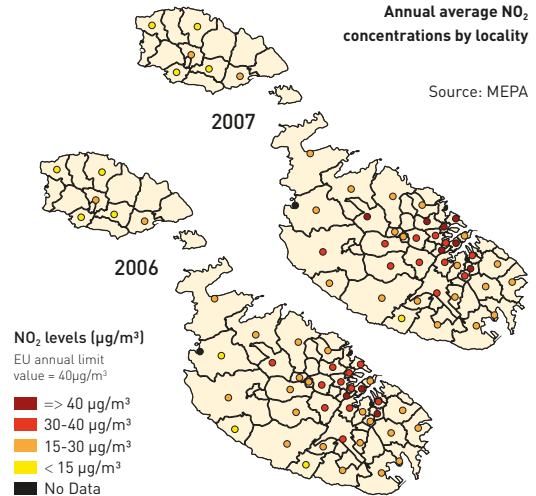 Annual average NO₂
concentrations by locality
Source: MEPA
2007
2006
NO₂ levels (µg/m³)
EU annual limit
value = 40µg/m³
=> 40 µg/m³
30-40 µg/m³
15-30 µg/m³
< 15 µg/m³
No Data